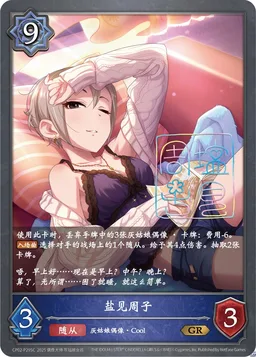 9
盐见周子
使用此卡时，丢弃手牌中的3张灰姑娘偶像・卡牌：费用-6。
入场曲 选择对手的战场上的1个随从。给予其4点伤害。抽取2张
卡牌。
唔，早上好……现在是早上？中午？晚上？
算了，无所谓……困了就睡，就这么简单。
盐见周子
3
随从
灰姑娘偶像・Cool
GR
3